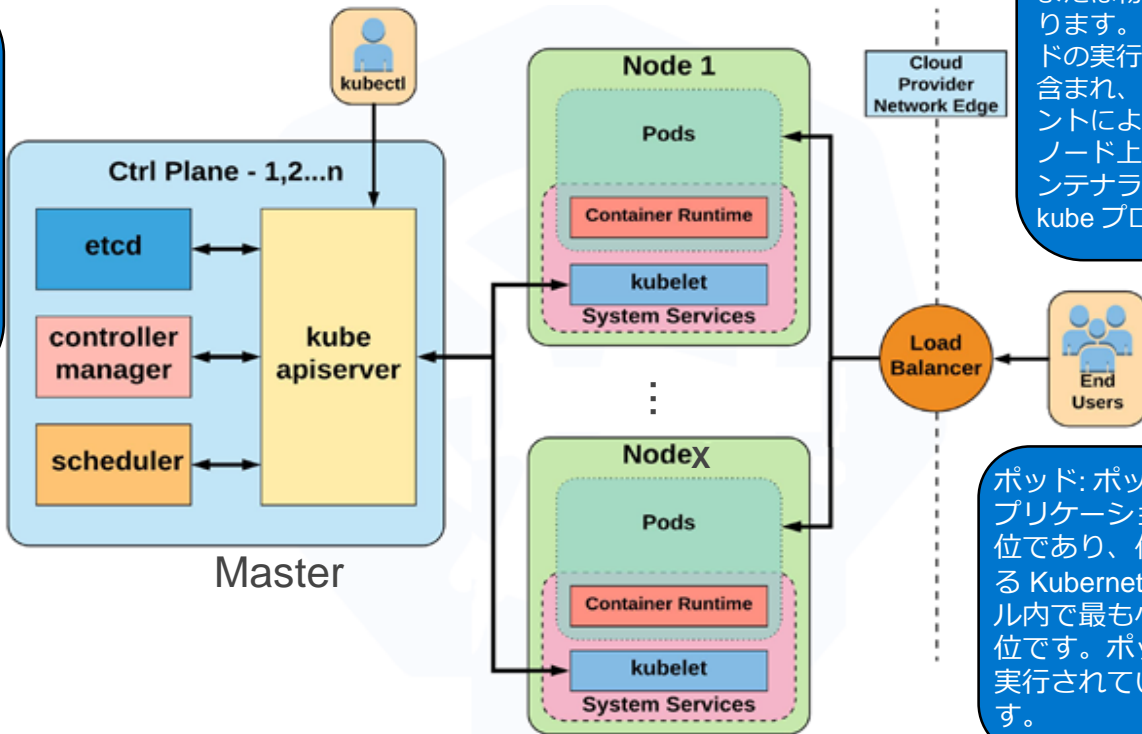 kubectl
Ctrl Plane - 1,2...n
etcd
controller
manager
scheduler
kube
apiserver
Master
Node 1
Pods
Container Runtime
kubelet
System Services
⋮
Nodex
Pods
Container Runtime
kubelet
System Services
Cloud
Provider
Network Edge
Load
Balancer
End
Users
ります。
ドの実行
含まれ、
ントによ
ノード上
ンテナラ
kube プロ
ポッド: ポッ
プリケーショ
位であり、
る Kubernet
ル内で最も
位です。ポッ
実行されてい
す。